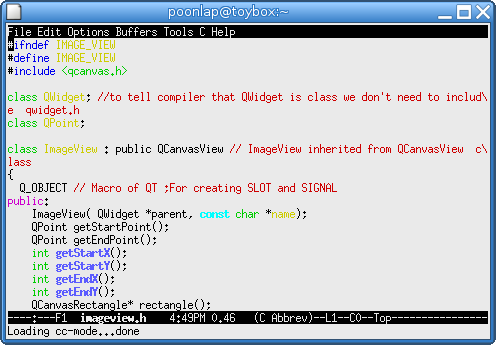 poonlap@toybox:~
File Edit Options Buffers Tools C Help
#ifndef IMAGE_VIEW
#define IMAGE_VIEW
#include <qcanvas.h>
class QWidget; //to tell compiler that QWidget is class we don't need to includ\
e  qwidget.h
class QPoint;
class ImageView : public QCanvasView // ImageView inherited from QCanvasView  c\
lass
{
  Q_OBJECT // Macro of QT ;For creating SLOT and SIGNAL
public:
    ImageView( QWidget *parent, const char *name);
    QPoint getStartPoint();
    QPoint getEndPoint();
    int getStartX();
    int getStartY();
    int getEndX();
    int getEndY();
    QCanvasRectangle* rectangle();
----:---F1  imageview.h    4:49PM 0.46   (C Abbrev)--L1--C0--Top----------------
Loading cc-mode...done